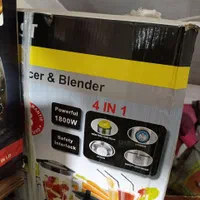 cer & Blender
4 IN 1
Powerful
1800W
Safety
Interlock